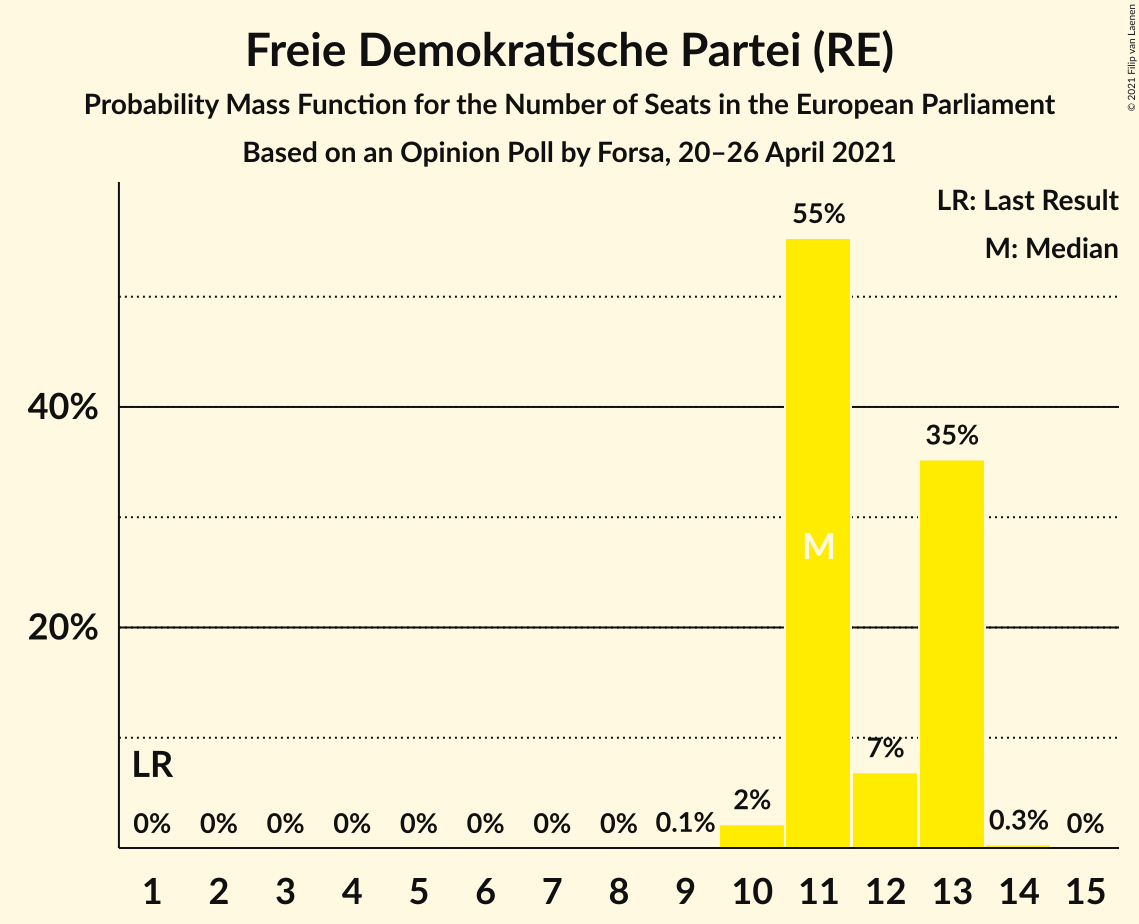 Freie Demokratische Partei (RE)
Probability Mass Function for the Number of Seats in the European Parliament
Based on an Opinion Poll by Forsa, 20–26 April 2021
© 2021 Filip van Laenen
LR: Last Result
M: Median
55%
40%
35%
M
20%
7%
LR
2%
0% 0% 0% 0% 0% 0% 0% 0% 0.1% 0.3% 0%
1 2 3 4 5 6 7 8 9 10 11 12 13 14 15